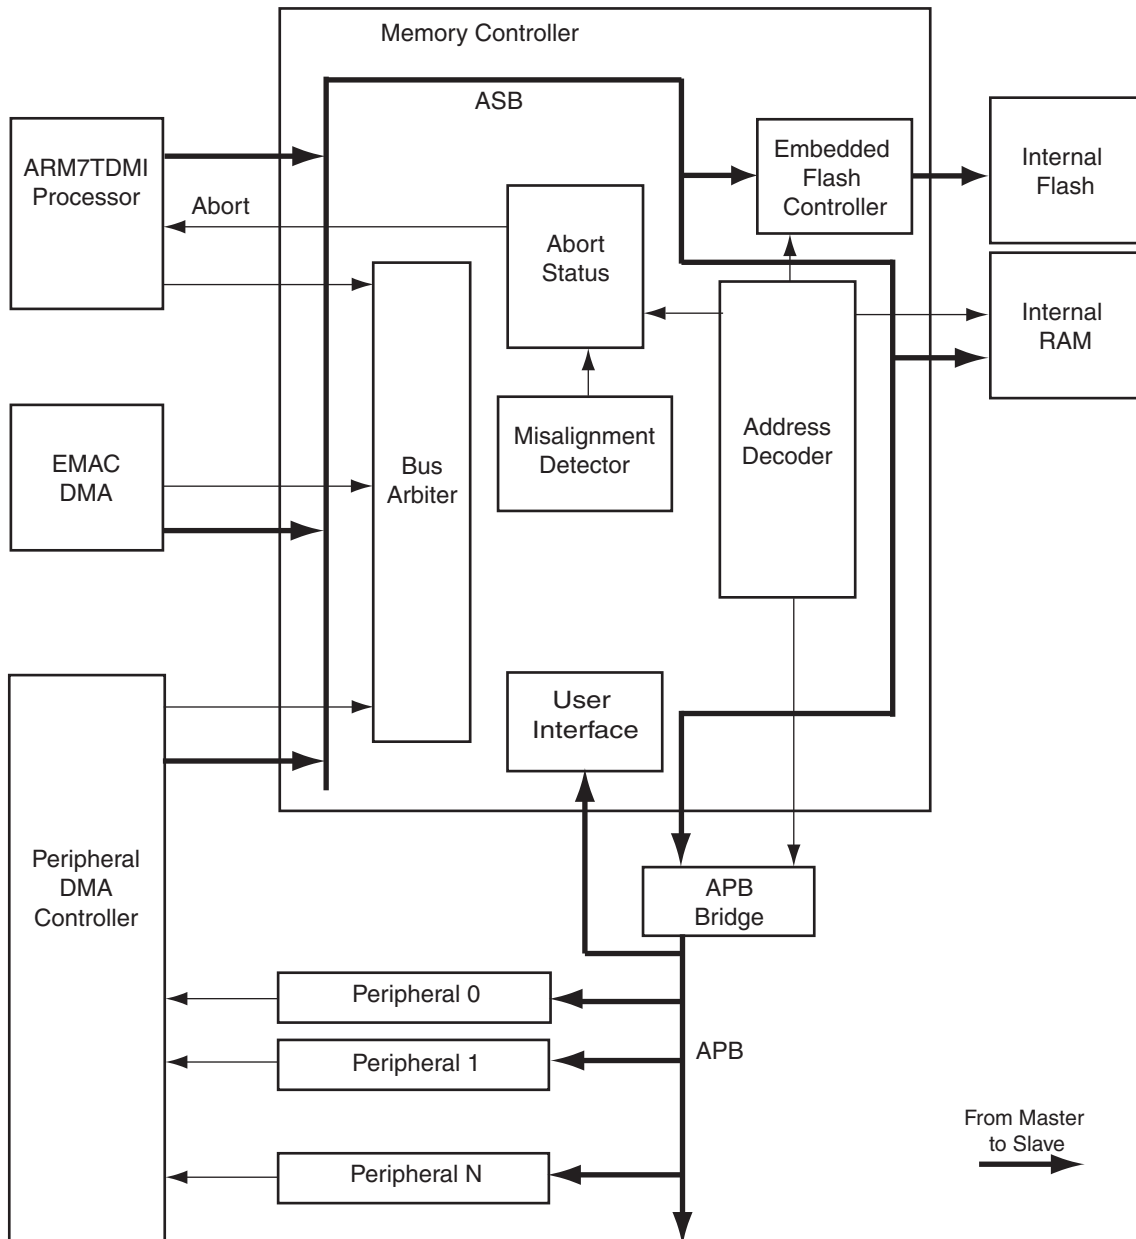 Memory Controller
ASB
ARM7TDMI
Processor
Abort
Embedded
Flash
Controller
Internal
Flash
Abort
Status
Internal
RAM
EMAC
DMA
Bus
Arbiter
Misalignment
Detector
Address
Decoder
User
Interface
Peripheral
DMA
Controller
APB
Bridge
Peripheral 0
APB
Peripheral 1
Peripheral N
From Master
to Slave